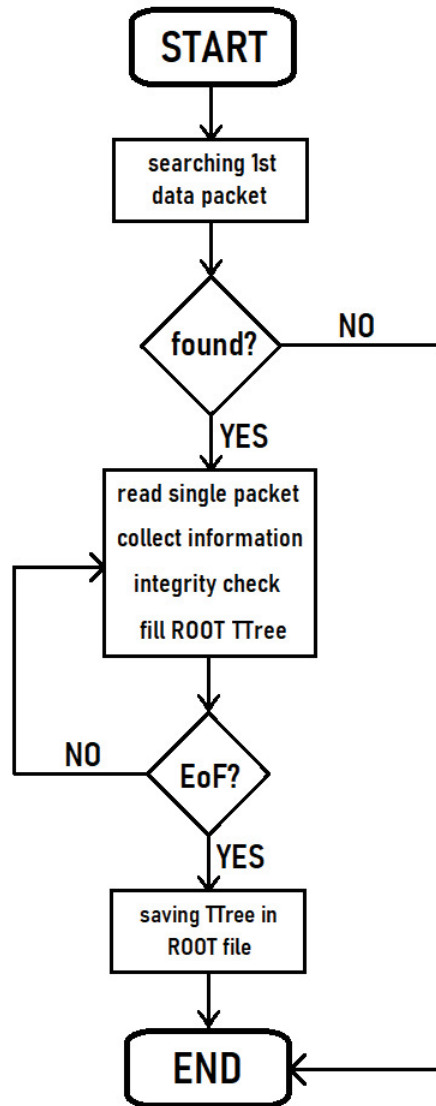 START
searching 1st
data packet
found?
NO
YES
read single packet
collect information
integrity check
fill ROOT TTree
NO
EoF?
YES
saving TTree in
ROOT file
END